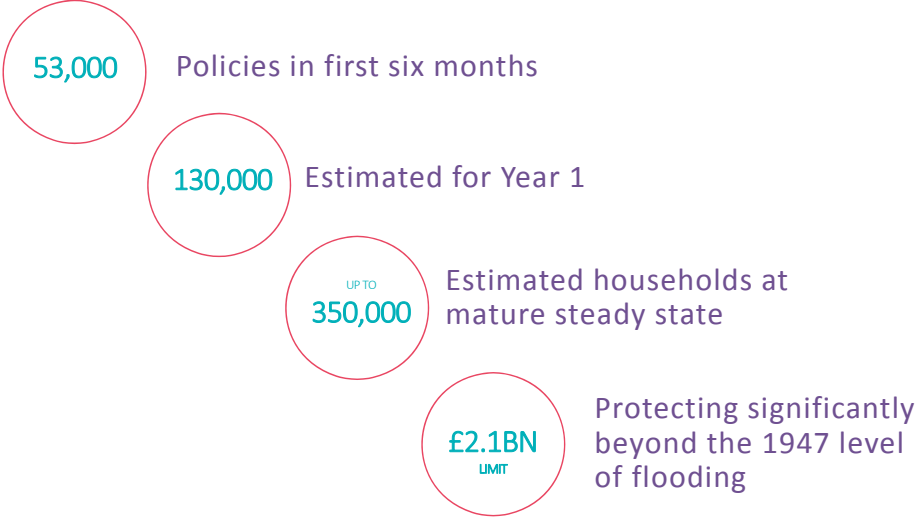 53,000
Policies in first six months
130,000
Estimated for Year 1
UP TO
350,000
Estimated households at
mature steady state
£2.1BN
LIMIT
Protecting significantly
beyond the 1947 level
of flooding